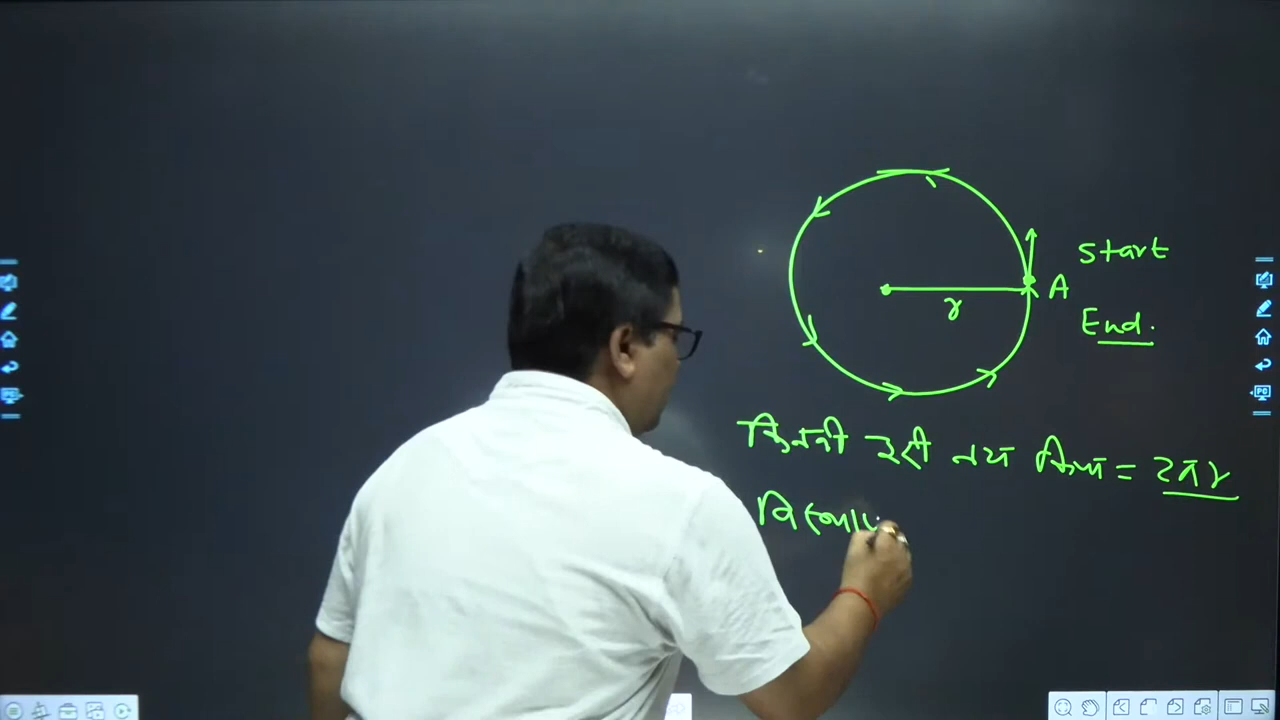 Start
A
r
End.
कितनी दूरी तय किया = 2πr
विस्थाप